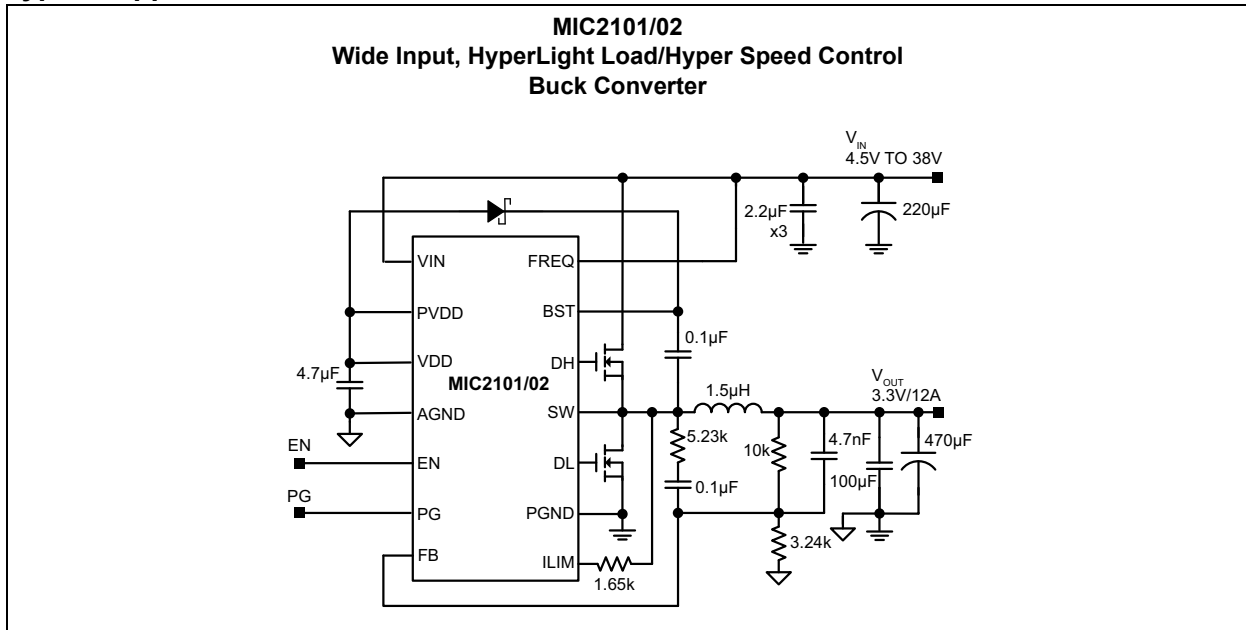 MIC2101/02
Wide Input, HyperLight Load/Hyper Speed Control
Buck Converter
VIN
4.5V TO 38V
2.2µF
x3
220µF
VIN
FREQ
PVDD
BST
0.1µF
VDD
DH
4.7µF
MIC2101/02
1.5µH
VOUT
3.3V/12A
AGND
SW
5.23k
10k
4.7nF
470µF
EN
EN
DL
0.1µF
100µF
PG
PG
PGND
3.24k
FB
ILIM
1.65k